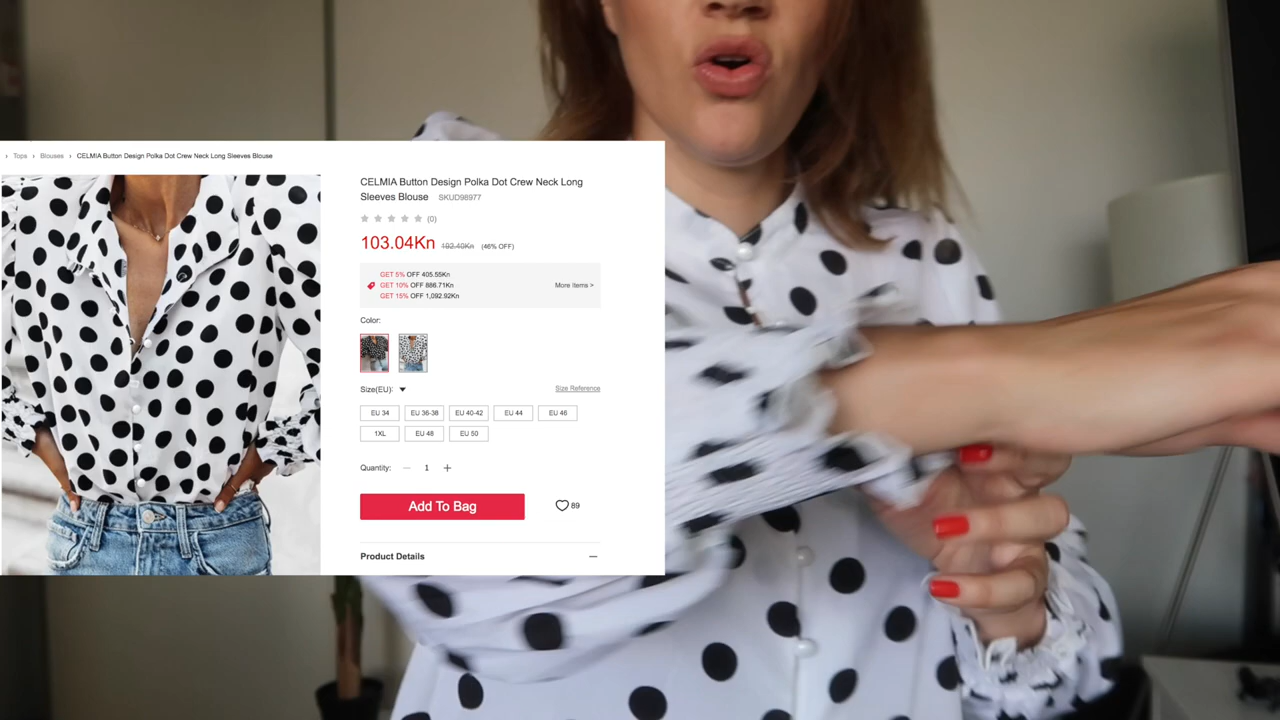 › Tops › Blouses › CELMIA Button Design Polka Dot Crew Neck Long Sleeves Blouse
CELMIA Button Design Polka Dot Crew Neck Long
Sleeves Blouse SKUD98977
(0)
103.04Kn 192.40Kn (46% OFF)
GET 5% OFF 405.55Kn
GET 10% OFF 886.71Kn
More Items >
GET 15% OFF 1,092.92Kn
Color:
Size(EU):
Size Reference
EU 34 EU 36-38 EU 40-42 EU 44 EU 46
1XL EU 48 EU 50
Quantity: — 1 +
Add To Bag
89
Product Details —